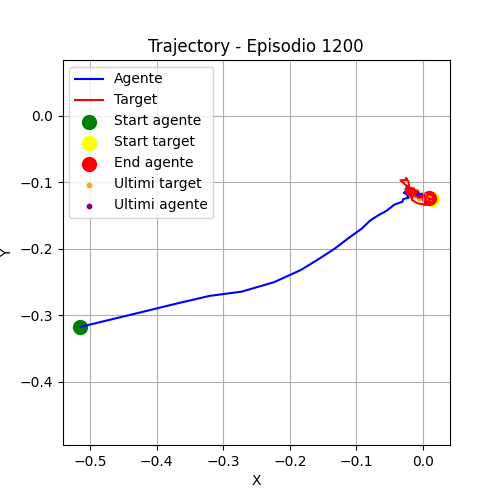 Trajectory - Episodio 1200
Agente
Target
Start agente
Start target
End agente
Ultimi target
Ultimi agente
0.0
−0.1
−0.2
−0.3
−0.4
Y
−0.5
−0.4
−0.3
−0.2
−0.1
0.0
X